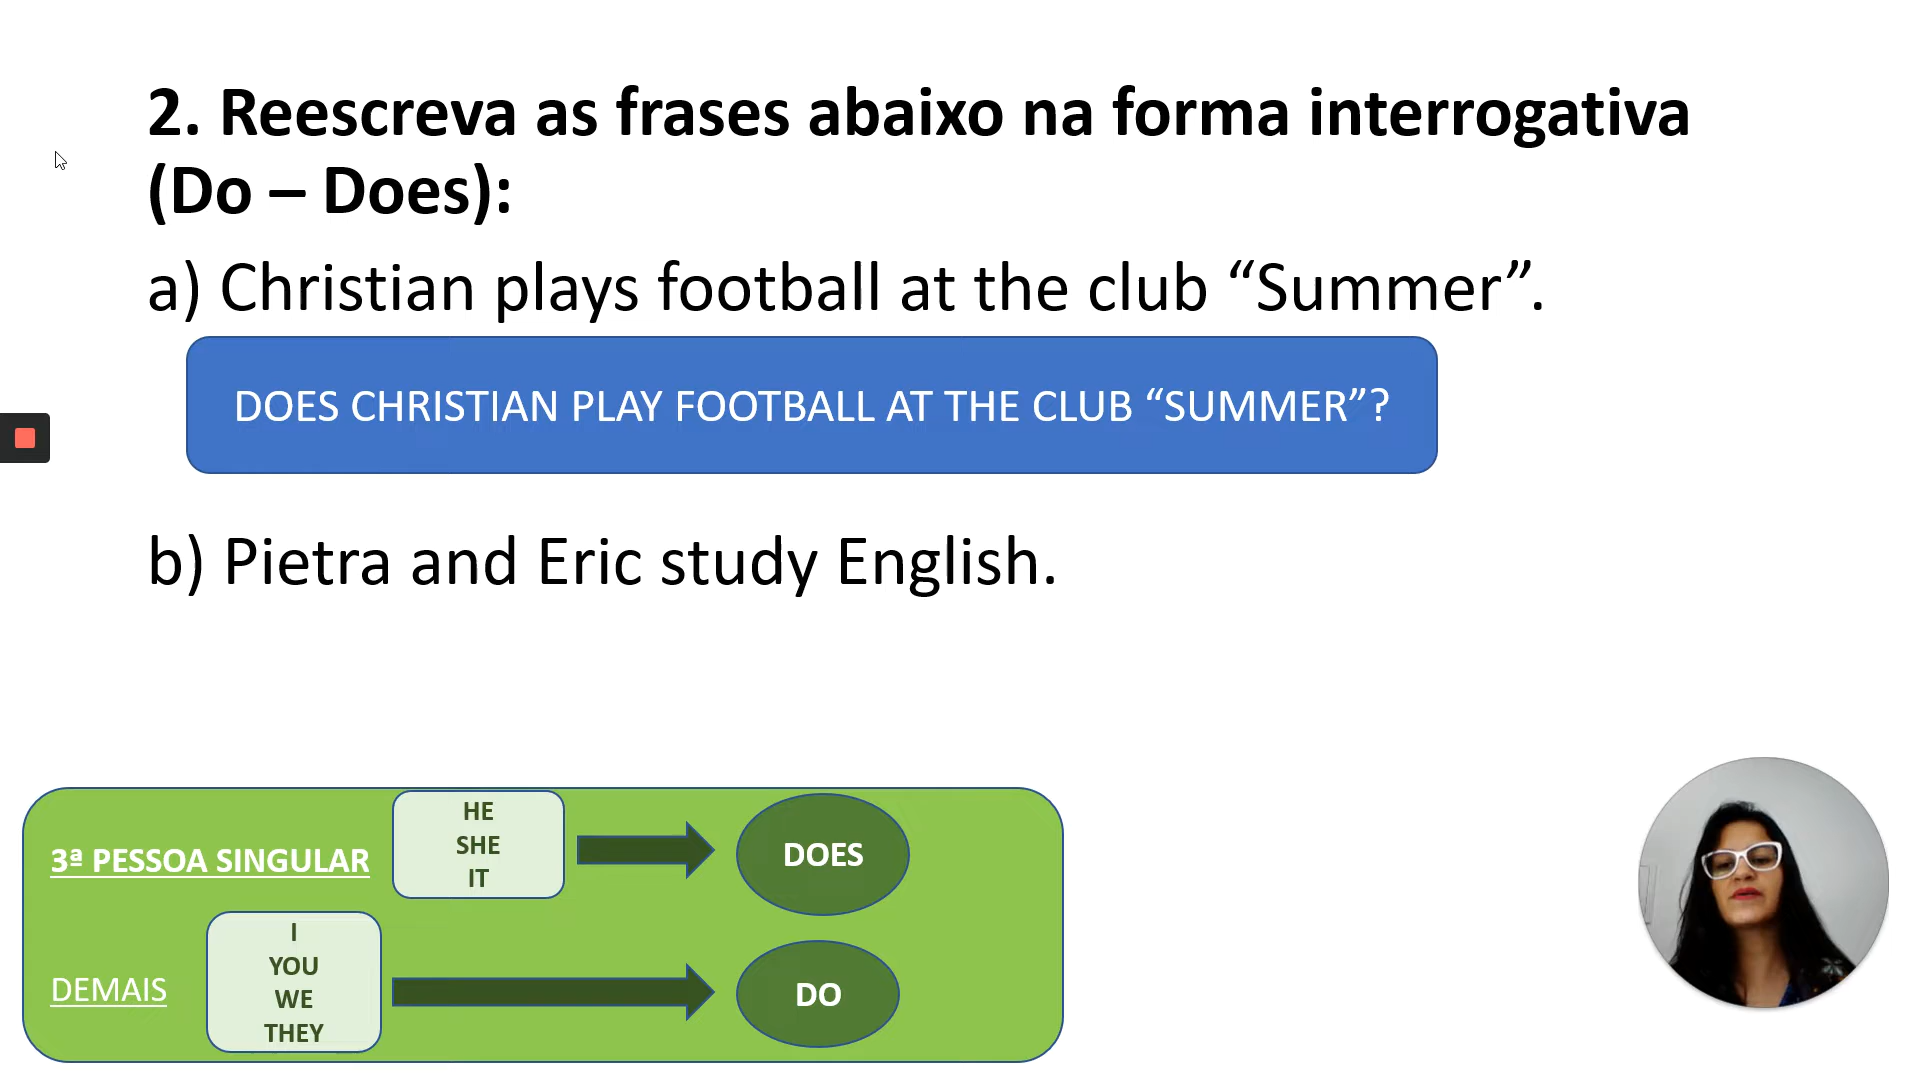 2. Reescreva as frases abaixo na forma interrogativa
(Do – Does):
a) Christian plays football at the club “Summer”.
DOES CHRISTIAN PLAY FOOTBALL AT THE CLUB “SUMMER”?
b) Pietra and Eric study English.
3ª PESSOA SINGULAR
HE
SHE
IT
DOES
DEMAIS
I
YOU
WE
THEY
DO